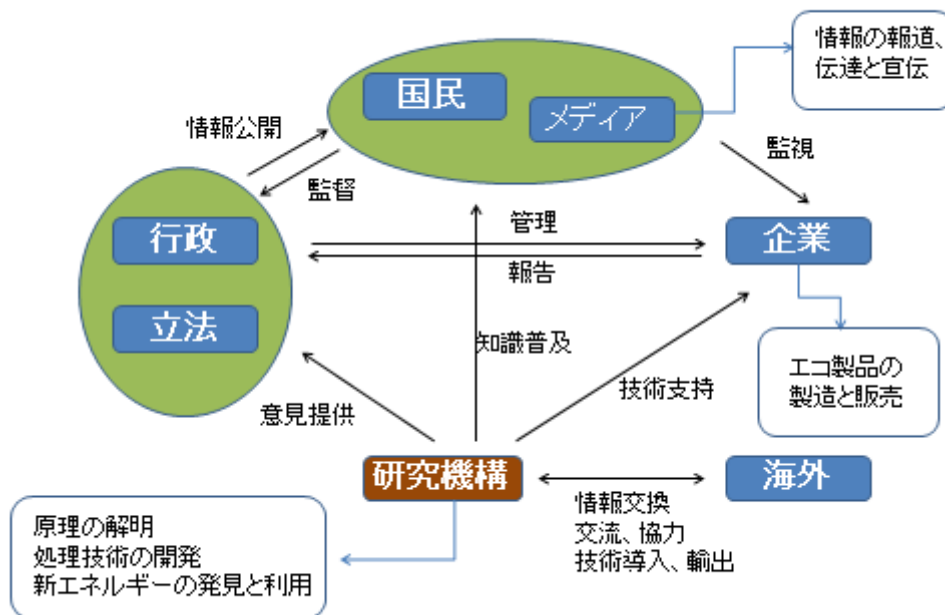 情報の報道、
伝達と宣伝
国民
メディア
情報公開
監視
監督
管理
行政
企業
報告
立法
知識普及
エコ製品の
製造と販売
技術支持
意見提供
研究機構
海外
情報交換
交流、協力
技術導入、輸出
原理の解明
処理技術の開発
新エネルギーの発見と利用